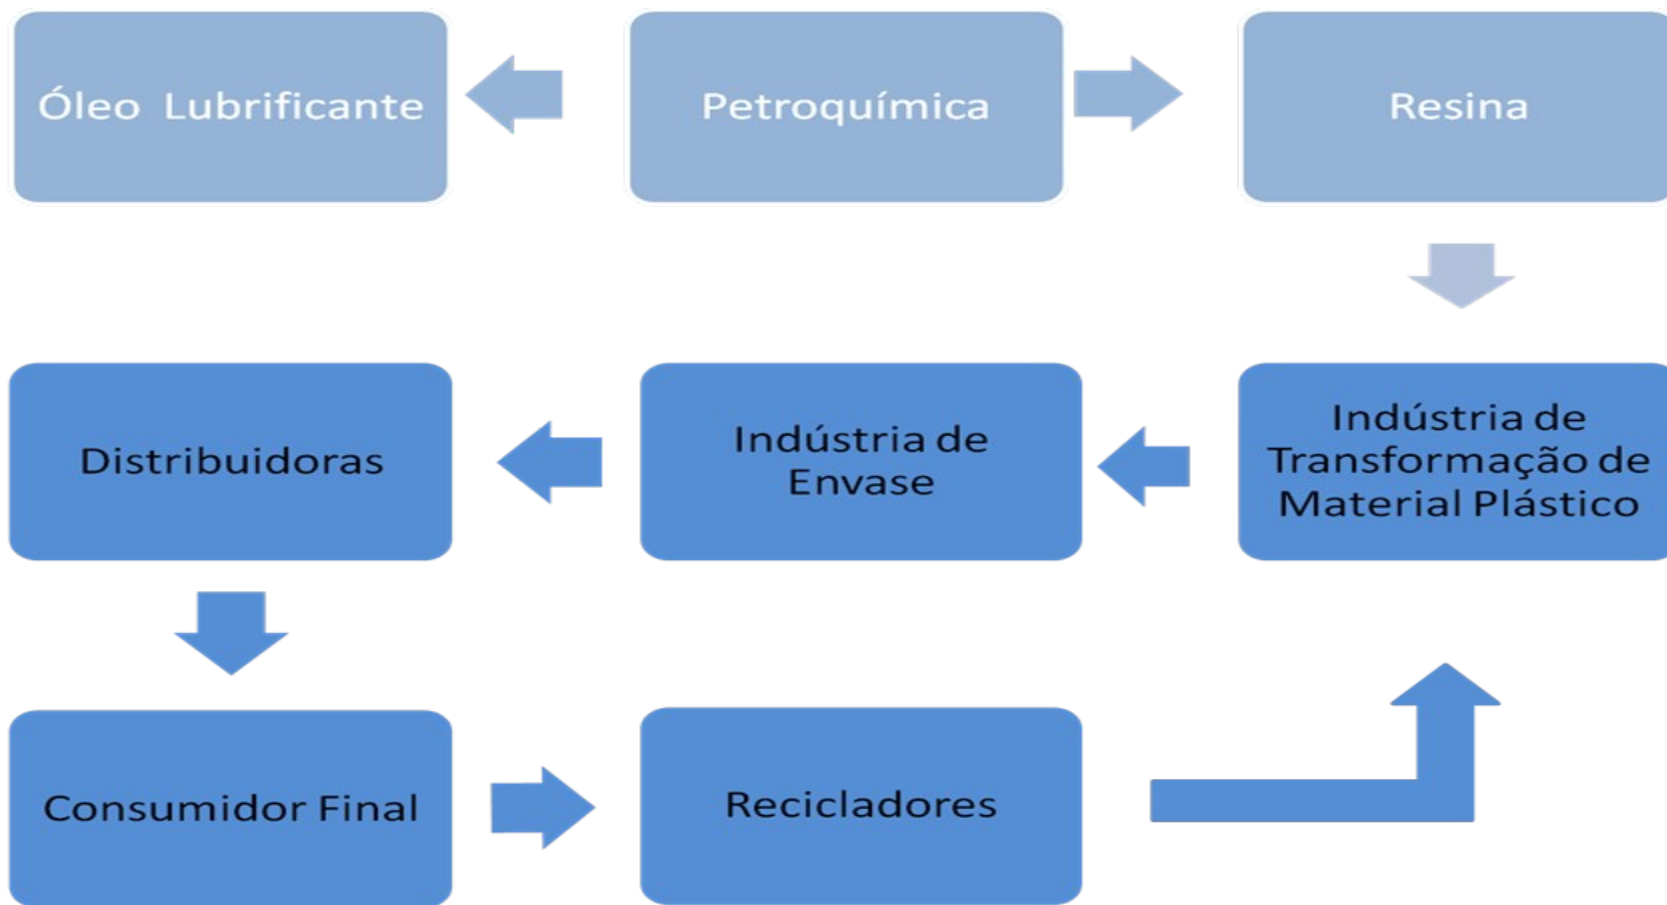 Óleo Lubrificante
Petroquímica
Resina
Distribuidoras
Indústria de
Envase
Indústria de
Transformação de
Material Plástico
Consumidor Final
Recicladores